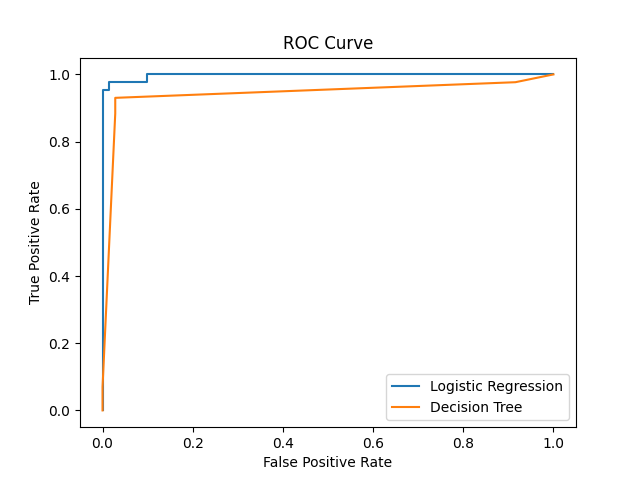 ROC Curve
1.0
0.8
0.6
0.4
0.2
0.0
True Positive Rate
0.0 0.2 0.4 0.6 0.8 1.0
False Positive Rate
Logistic Regression
Decision Tree